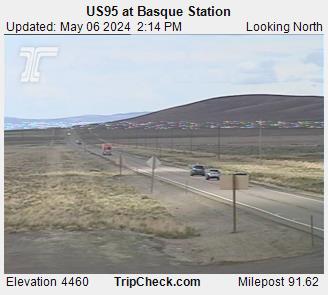 US95 at Basque Station
Updated: May 06 2024 2:14 PM Looking North
Elevation 4460 TripCheck.com Milepost 91.62